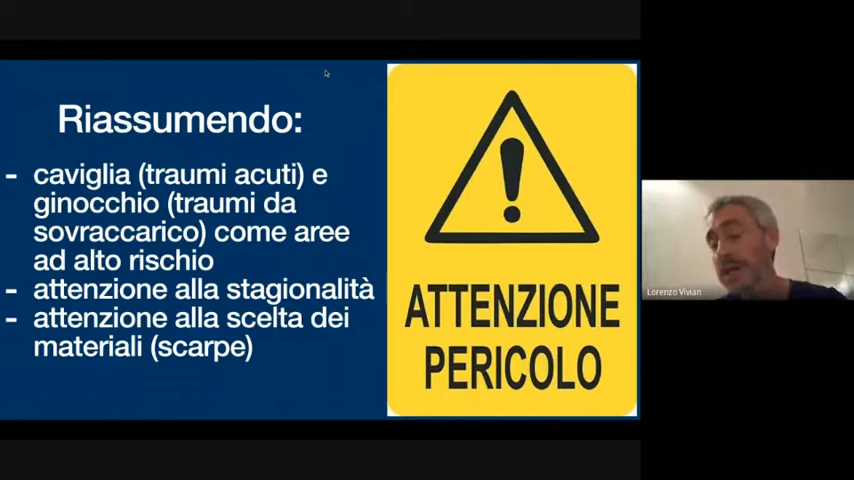 Riassumendo:
- caviglia (traumi acuti) e
ginocchio (traumi da
sovraccarico) come aree
ad alto rischio
- attenzione alla stagionalità
- attenzione alla scelta dei
materiali (scarpe)
ATTENZIONE
PERICOLO
Lorenzo Vivian